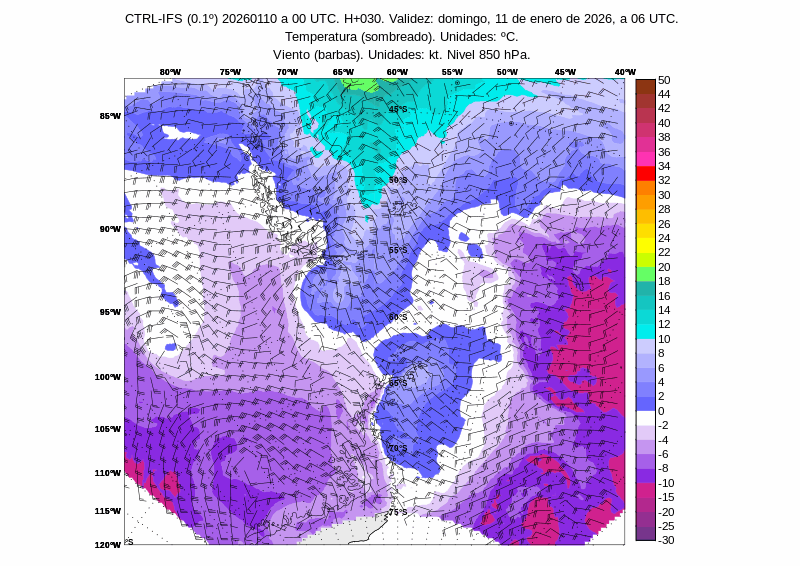 CTRL-IFS (0.1º) 20260110 a 00 UTC. H+030. Validez: domingo, 11 de enero de 2026, a 06 UTC.
Temperatura (sombreado). Unidades: ºC.
Viento (barbas). Unidades: kt. Nivel 850 hPa.
80°W 75°W 70°W 65°W 60°W 55°W 50°W 45°W 40°W
85°W
90°W
95°W
100°W
105°W
110°W
115°W
120°W
45°S
50°S
55°S
60°S
65°S
70°S
75°S
°S
50
44
42
40
38
36
34
32
30
28
26
24
22
20
18
16
14
12
10
8
6
4
2
0
-2
-4
-6
-8
-10
-15
-20
-25
-30